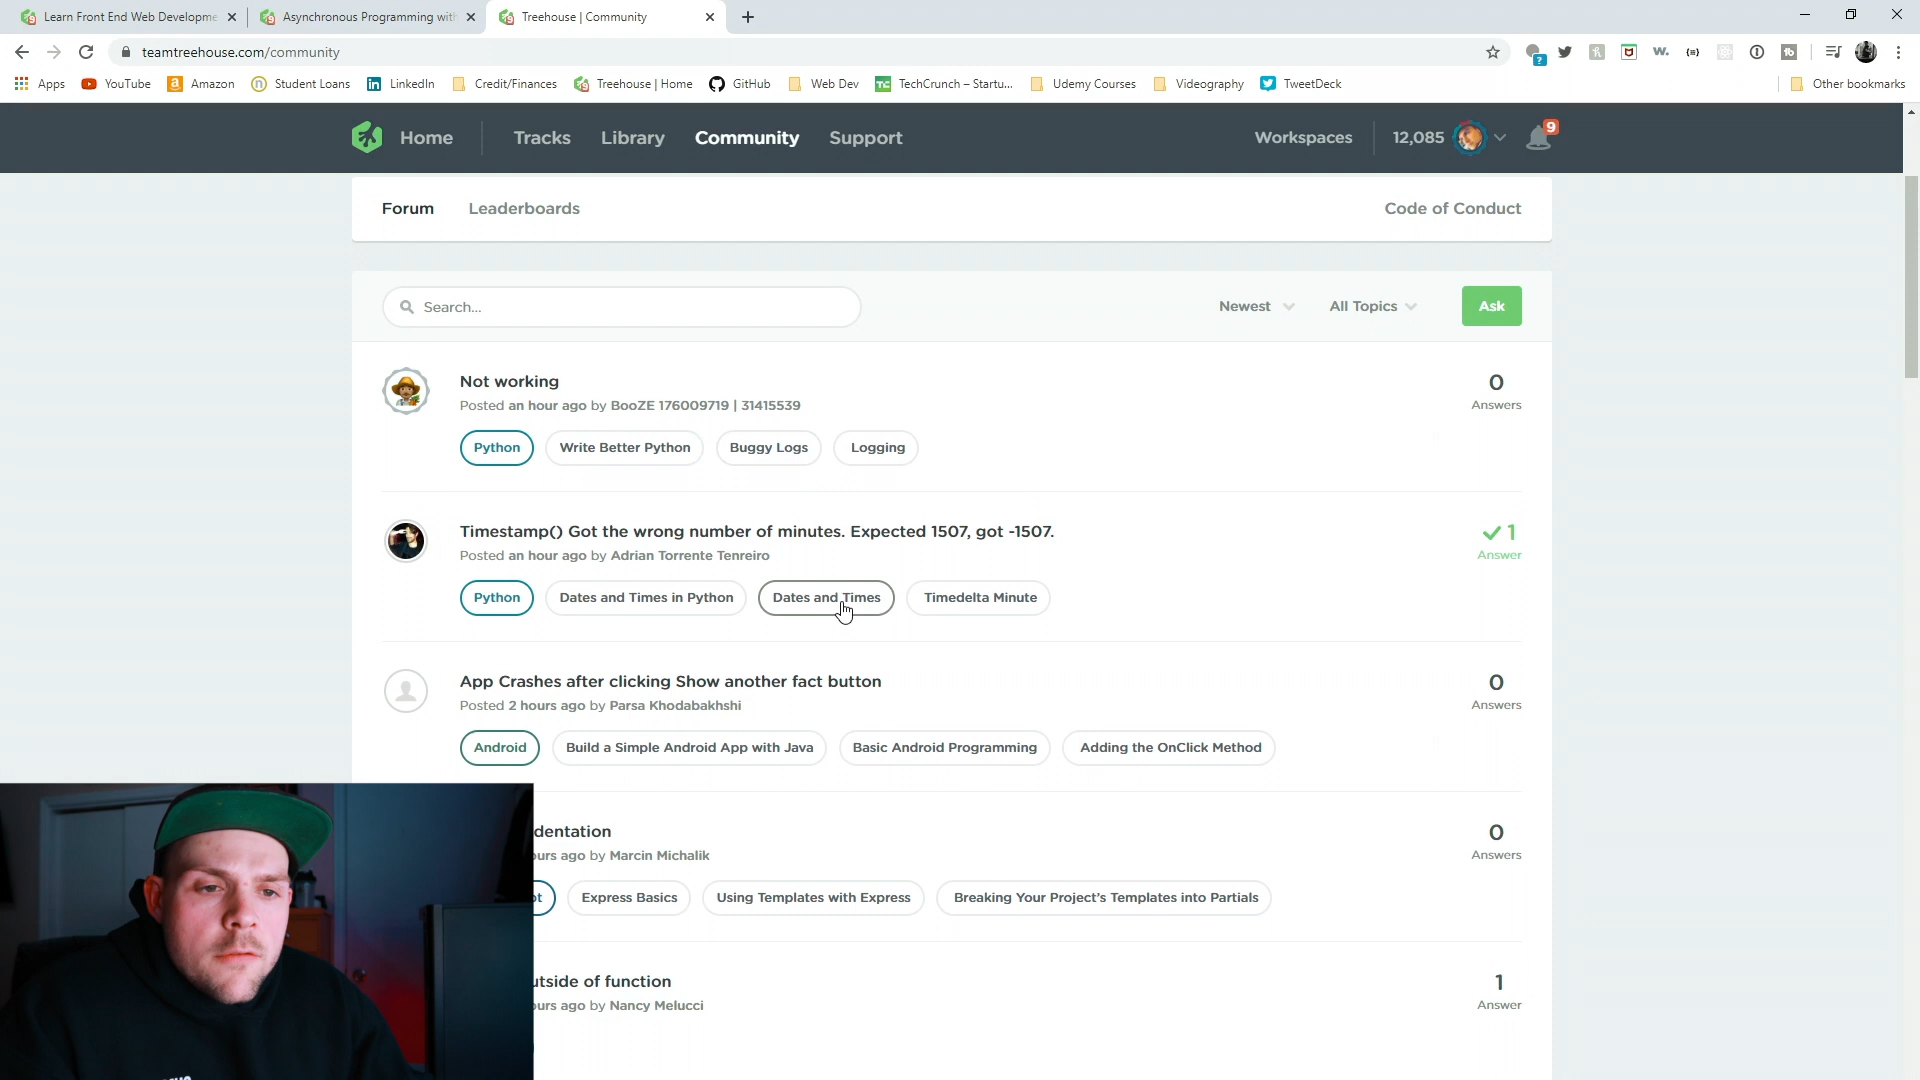 Learn Front End Web Developme
Asynchronous Programming with
Treehouse | Community
teamtreehouse.com/community
Apps YouTube Amazon Student Loans LinkedIn Credit/Finances Treehouse | Home GitHub Web Dev TechCrunch – Startu... Udemy Courses Videography TweetDeck Other bookmarks
Home Tracks Library Community Support Workspaces 12,085 9
Forum Leaderboards Code of Conduct
Search... Newest All Topics Ask
Not working
0
Posted an hour ago by BooZE 176009719 | 31415539
Answers
Python Write Better Python Buggy Logs Logging
Timestamp() Got the wrong number of minutes. Expected 1507, got -1507.
1
Posted an hour ago by Adrian Torrente Tenreiro
Answer
Python Dates and Times in Python Dates and Times Timedelta Minute
App Crashes after clicking Show another fact button
0
Posted 2 hours ago by Parsa Khodabakhshi
Answers
Android Build a Simple Android App with Java Basic Android Programming Adding the OnClick Method
dentation
0
ours ago by Marcin Michalik
Answers
pt Express Basics Using Templates with Express Breaking Your Project's Templates into Partials
utside of function
1
ours ago by Nancy Melucci
Answer